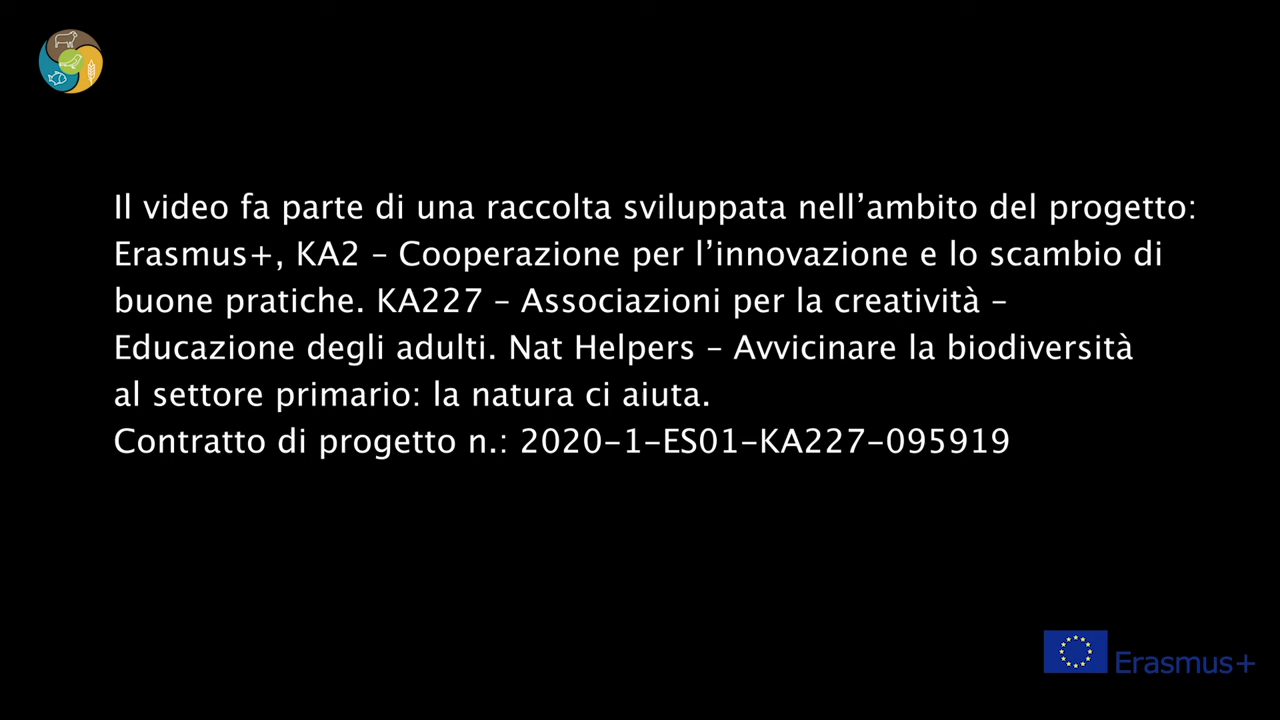 Il video fa parte di una raccolta sviluppata nell’ambito del progetto:
Erasmus+, KA2 – Cooperazione per l’innovazione e lo scambio di
buone pratiche. KA227 – Associazioni per la creatività –
Educazione degli adulti. Nat Helpers – Avvicinare la biodiversità
al settore primario: la natura ci aiuta.
Contratto di progetto n.: 2020-1-ES01-KA227-095919
Erasmus+